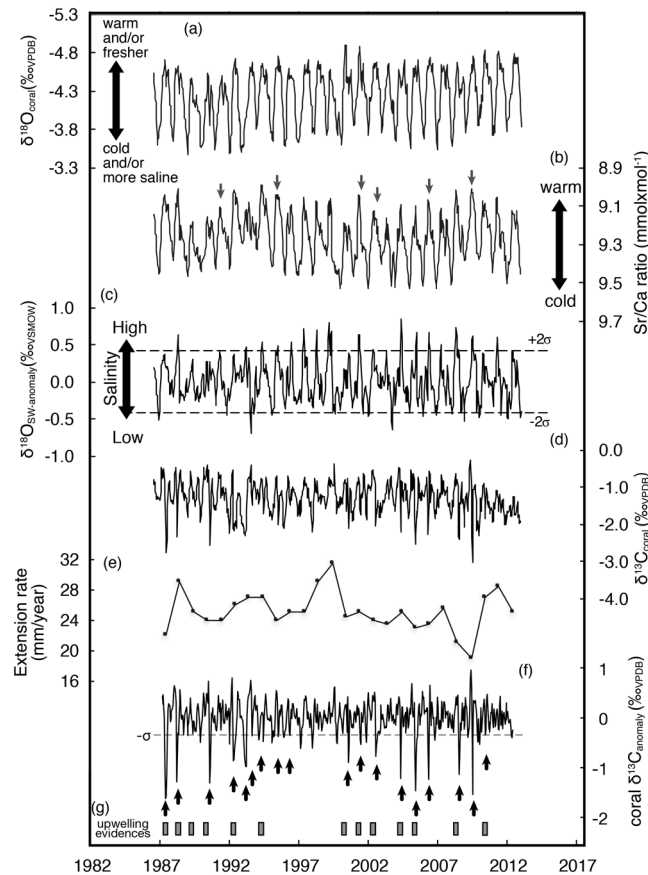 (a)
warm
and/or
fresher
cold
and/or
more saline
-5.3
-4.8
-4.3
-3.8
-3.3
δ¹⁸Ocoral(‰VPDB)
(b)
warm
cold
8.9
9.1
9.3
9.5
9.7
Sr/Ca ratio (mmolxmol⁻¹)
(c)
High
Salinity
Low
1.0
0.5
0.0
-0.5
-1.0
δ¹⁸OSW-anomaly(‰VSMOW)
+2σ
-2σ
(d)
0.0
-1.0
-2.0
-3.0
-4.0
δ¹³Ccoral(‰VPDB)
(e)
32
28
24
20
16
Extension rate
(mm/year)
(f)
1
0
-1
-2
coral δ¹³Canomaly(‰VPDB)
-σ
(g)
upwelling
evidences
1982 1987 1992 1997 2002 2007 2012 2017